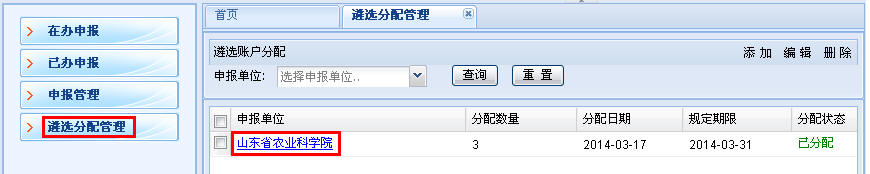 在办申报
已办申报
申报管理
遴选分配管理
首页 遴选分配管理
遴选账户分配 添 加 编 辑 删 除
申报单位: 选择申报单位.. 查询 重 置
申报单位 分配数量 分配日期 规定期限 分配状态
山东省农业科学院 3 2014-03-17 2014-03-31 已分配